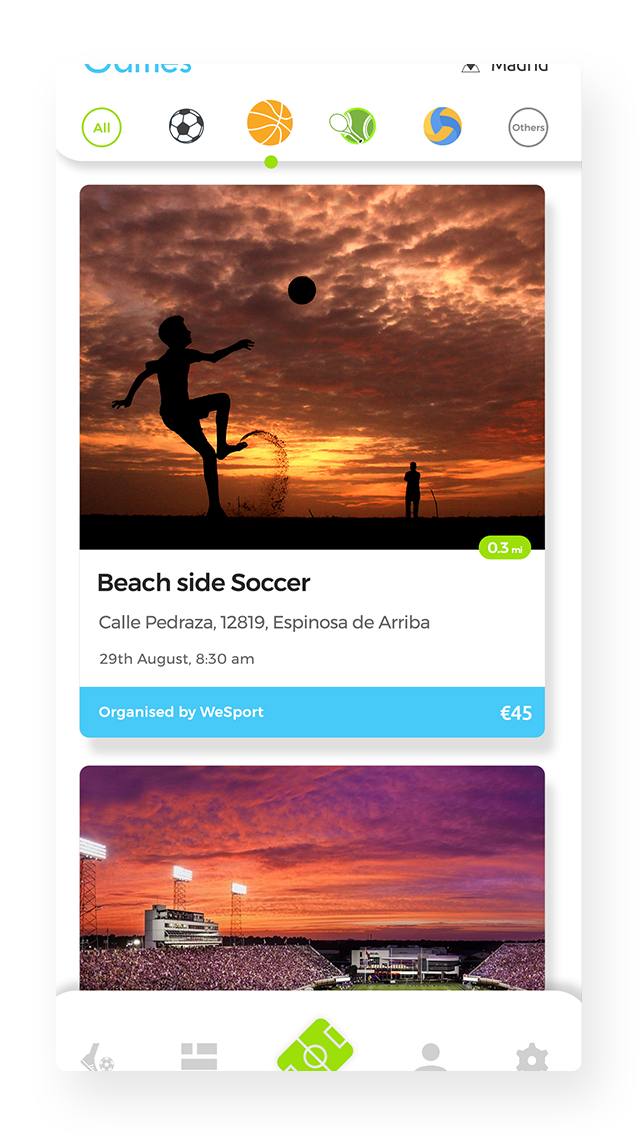 Games
Madrid
All
Others
0.3 mi
Beach side Soccer
Calle Pedraza, 12819, Espinosa de Arriba
29th August, 8:30 am
Organised by WeSport
€45